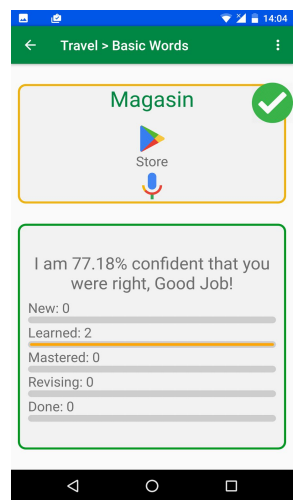 14:04
Travel > Basic Words
Magasin
Store
I am 77.18% confident that you
were right, Good Job!
New: 0
Learned: 2
Mastered: 0
Revising: 0
Done: 0